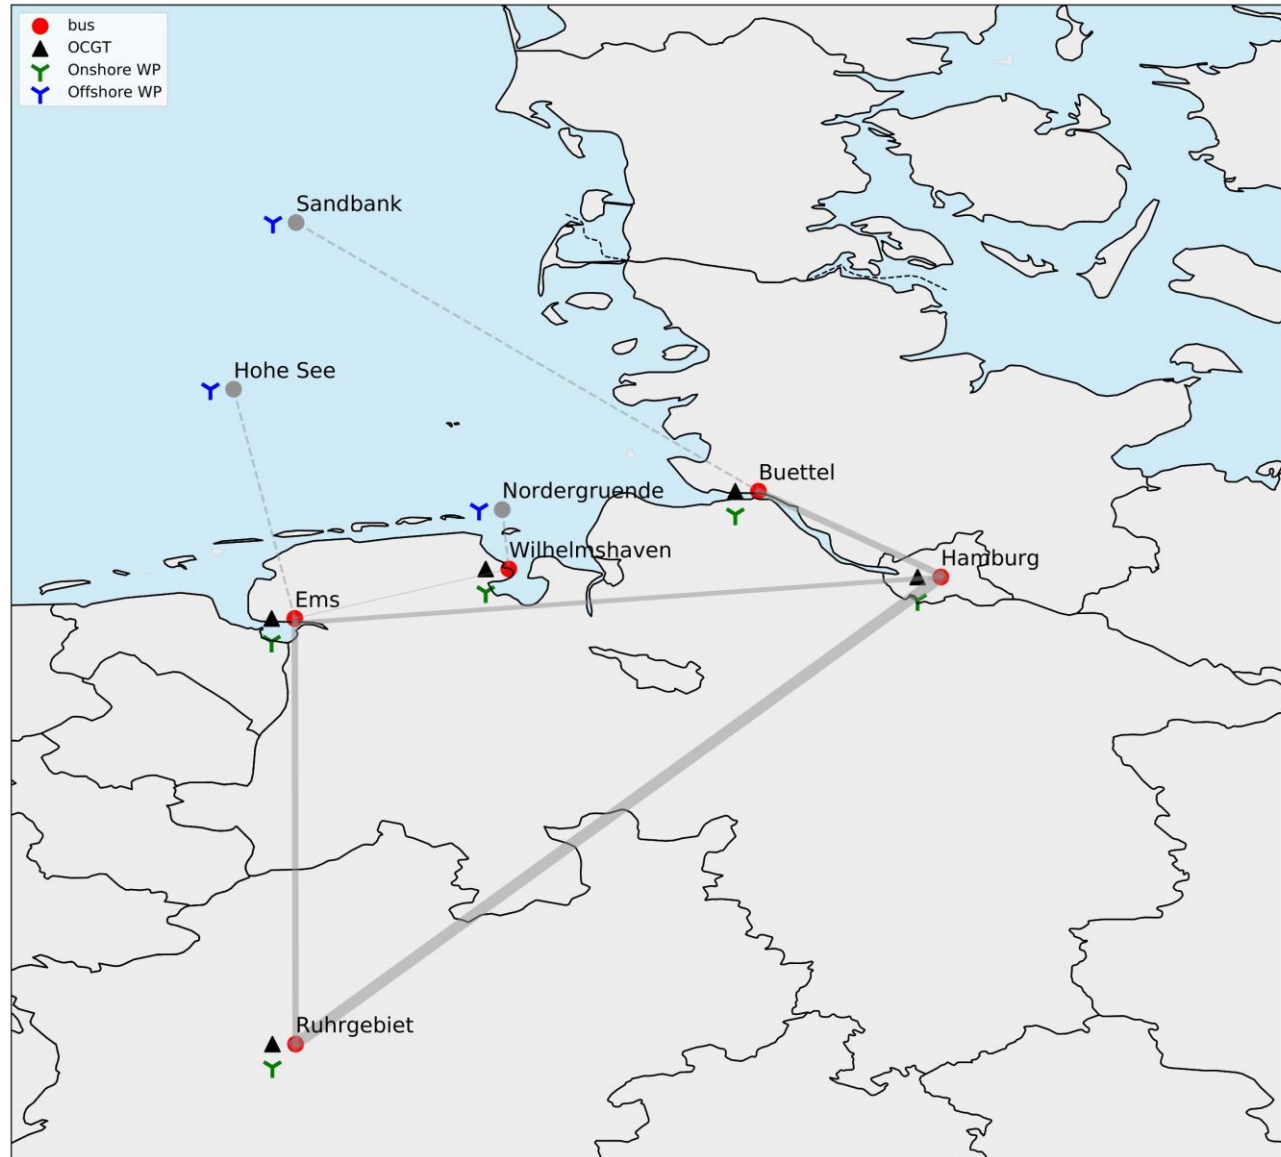 bus
OCGT
Onshore WP
Offshore WP
Sandbank
Hohe See
Buettel
Nordergruende
Wilhelmshaven
Hamburg
Ems
Ruhrgebiet